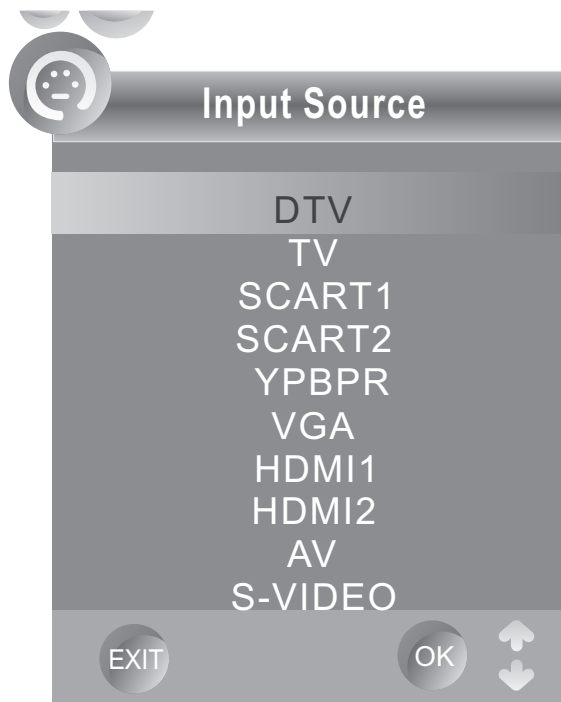 Input Source
DTV
TV
SCART1
SCART2
YPBPR
VGA
HDMI1
HDMI2
AV
S-VIDEO
EXIT OK